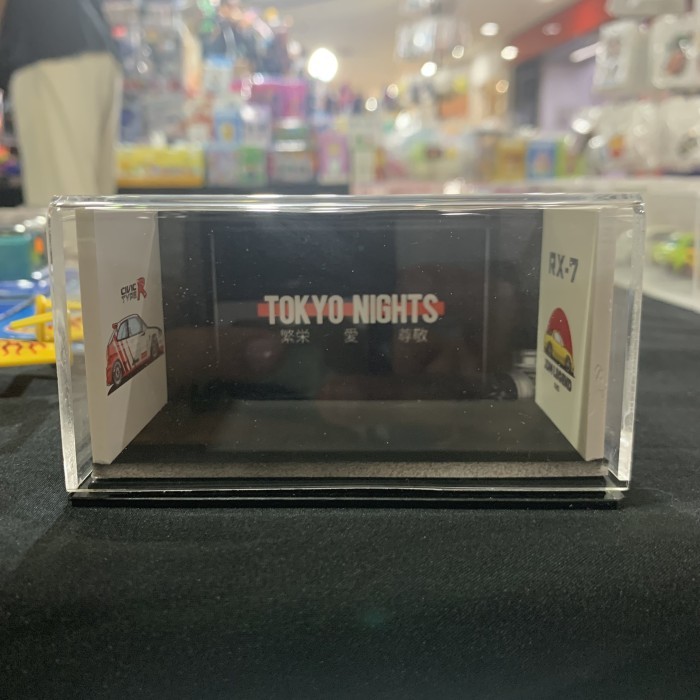 CIVIC
TYPE R
TOKYO NIGHTS
繁栄 愛 尊敬
RX-7